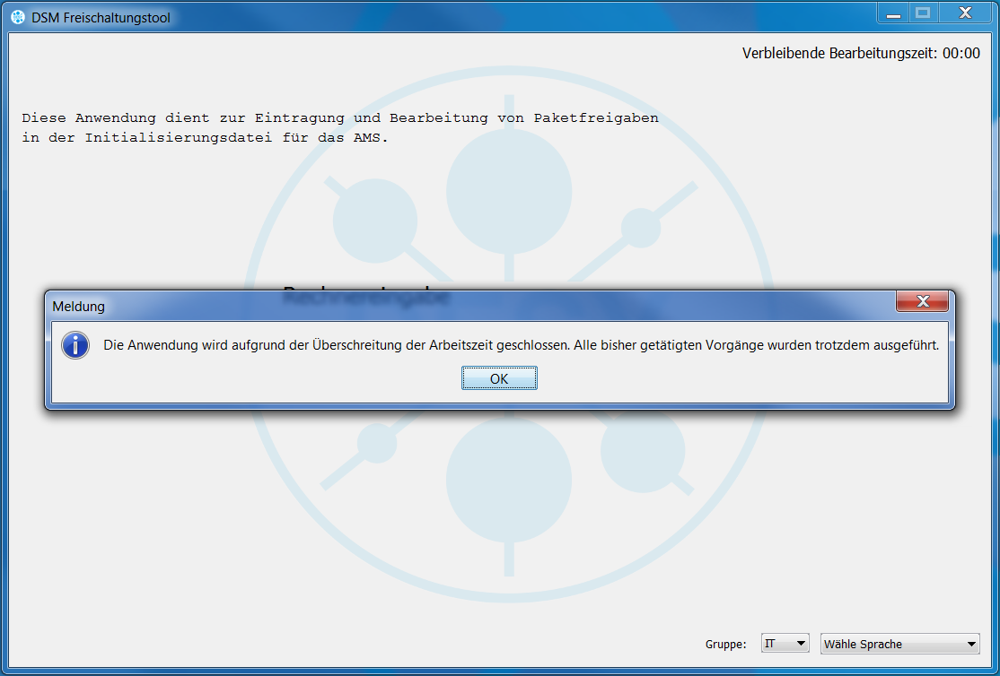 DSM Freischaltungstool
Verbleibende Bearbeitungszeit: 00:00
Diese Anwendung dient zur Eintragung und Bearbeitung von Paketfreigaben
in der Initialisierungsdatei für das AMS.
Rechnereingabe
Meldung
Die Anwendung wird aufgrund der Überschreitung der Arbeitszeit geschlossen. Alle bisher getätigten Vorgänge wurden trotzdem ausgeführt.
OK
Gruppe: IT Wähle Sprache